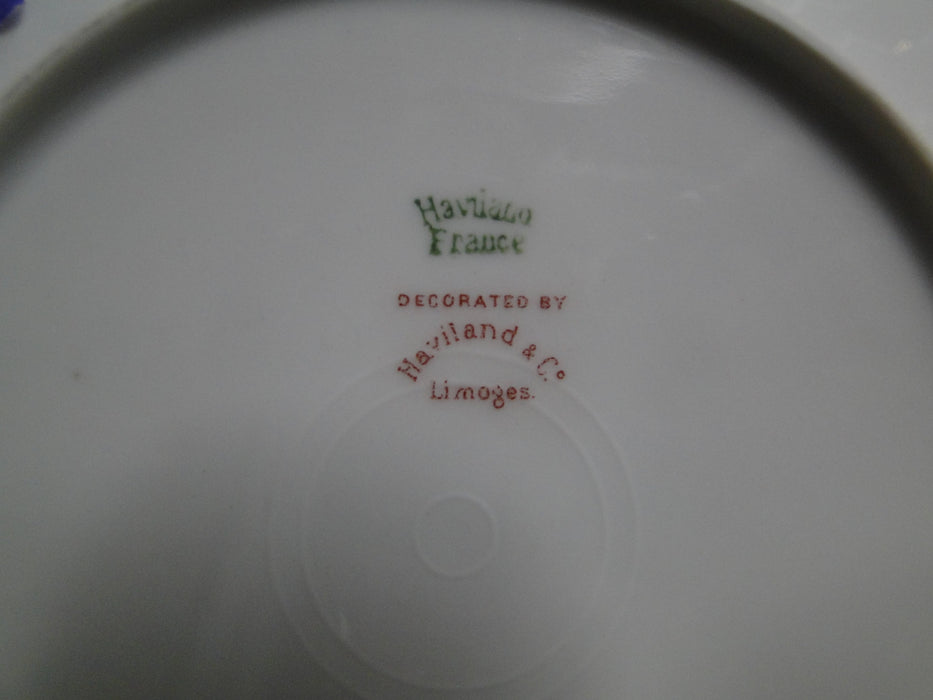 Haviland
France
DECORATED BY
Haviland & Co
Limoges.